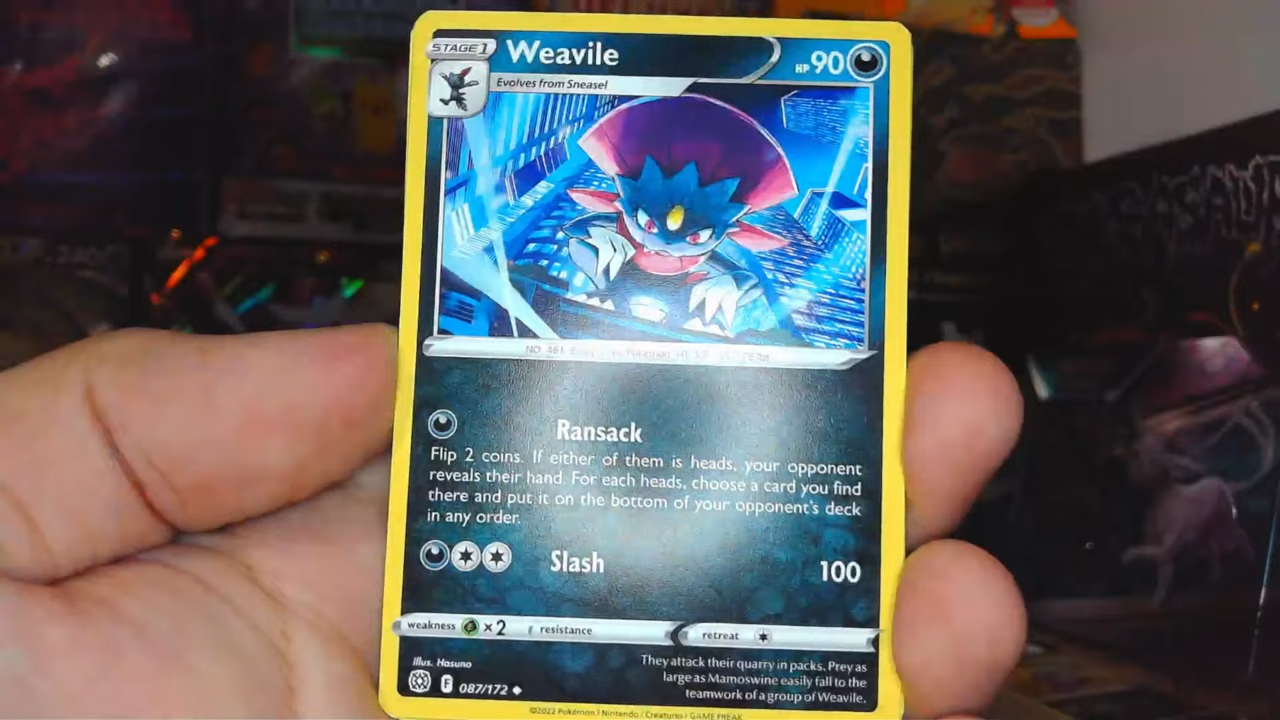 STAGE 1
Weavile
HP 90
Evolves from Sneasel
Ransack
Flip 2 coins. If either of them is heads, your opponent
reveals their hand. For each heads, choose a card you find
there and put it on the bottom of your opponent's deck
in any order.
Slash 100
weakness ×2 resistance retreat
Illus. Hasuno
F 087/172
They attack their quarry in packs. Prey as
large as Mamoswine easily fall to the
teamwork of a group of Weavile.
©2022 Pokémon / Nintendo / Creatures / GAME FREAK